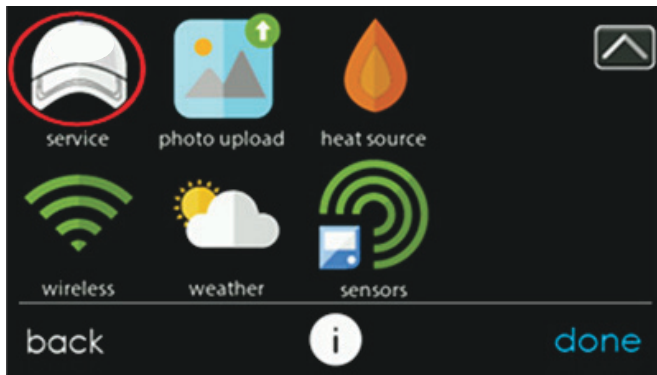 service photo upload heat source
wireless weather sensors
back i done